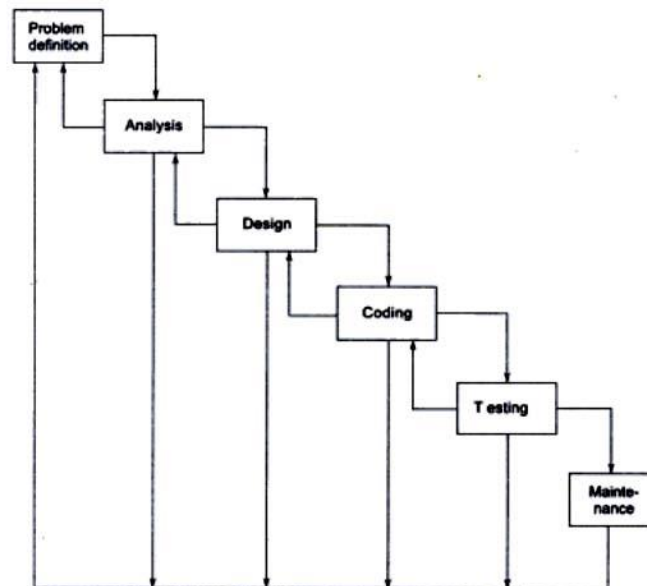 Problem
definition
Analysis
Design
Coding
T esting
Mainte-
nance